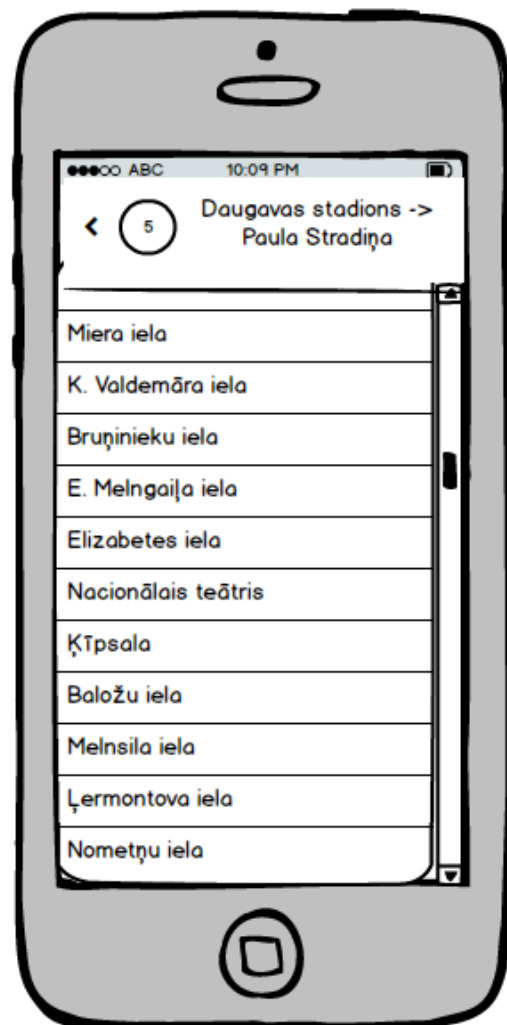 ABC 10:09 PM
5
Daugavas stadions ->
Paula Stradiņa
Miera iela
K. Valdemāra iela
Bruņinieku iela
E. Melngaiļa iela
Elizabetes iela
Nacionālais teātris
Ķīpsala
Baložu iela
Melnsila iela
Ļermontova iela
Nometņu iela